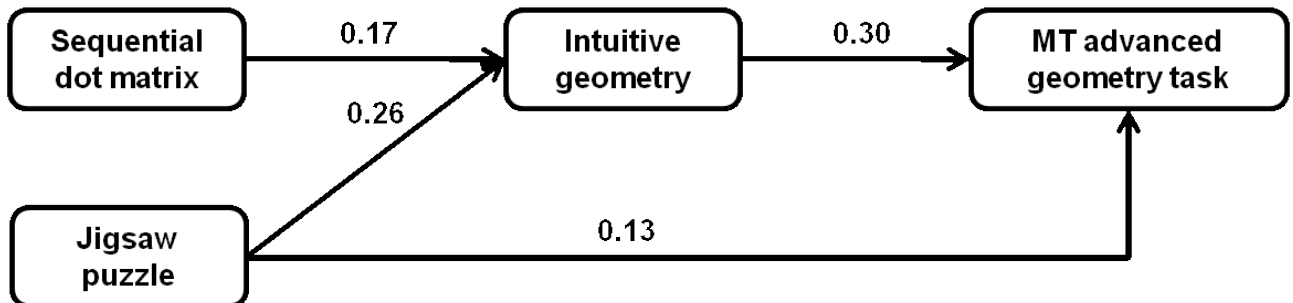 Sequential
dot matrix
0.17
Intuitive
geometry
0.30
MT advanced
geometry task
0.26
Jigsaw
puzzle
0.13